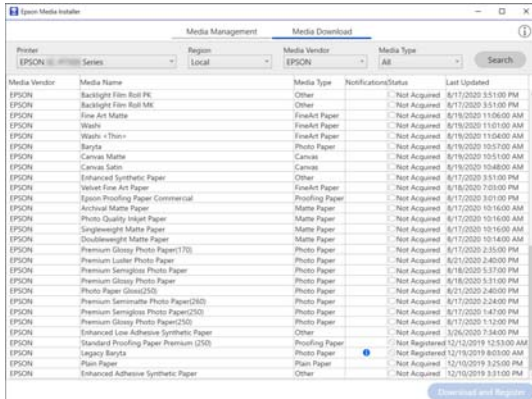 Epson Media Installer
Media Management Media Download
Printer Region Media Vendor Media Type
EPSON Series Local EPSON All Search
Media Vendor Media Name Media Type Notifications Status Last Updated
EPSON Backlight Film Roll PK Other Not Acquired 8/17/2020 3:51:00 PM
EPSON Backlight Film Roll MK Other Not Acquired 8/17/2020 3:51:00 PM
EPSON Fine Art Matte FineArt Paper Not Acquired 8/19/2020 11:06:00 AM
EPSON Washi FineArt Paper Not Acquired 8/19/2020 11:01:00 AM
EPSON Washi <Thin> FineArt Paper Not Acquired 8/19/2020 11:04:00 AM
EPSON Baryta Photo Paper Not Acquired 8/19/2020 10:57:00 AM
EPSON Canvas Matte Canvas Not Acquired 8/19/2020 10:51:00 AM
EPSON Canvas Satin Canvas Not Acquired 8/19/2020 10:48:00 AM
EPSON Enhanced Synthetic Paper Other Not Acquired 8/17/2020 3:51:00 PM
EPSON Velvet Fine Art Paper FineArt Paper Not Acquired 8/18/2020 7:03:00 PM
EPSON Epson Proofing Paper Commercial Proofing Paper Not Acquired 8/17/2020 3:01:00 PM
EPSON Archival Matte Paper Matte Paper Not Acquired 8/17/2020 10:16:00 AM
EPSON Photo Quality Inkjet Paper Matte Paper Not Acquired 8/17/2020 10:16:00 AM
EPSON Singleweight Matte Paper Matte Paper Not Acquired 8/17/2020 10:16:00 AM
EPSON Doubleweight Matte Paper Matte Paper Not Acquired 8/17/2020 10:14:00 AM
EPSON Premium Glossy Photo Paper(170) Photo Paper Not Acquired 8/17/2020 2:35:00 PM
EPSON Premium Luster Photo Paper Photo Paper Not Acquired 8/21/2020 2:40:00 PM
EPSON Premium Semigloss Photo Paper Photo Paper Not Acquired 8/18/2020 5:37:00 PM
EPSON Premium Glossy Photo Paper Photo Paper Not Acquired 8/18/2020 5:31:00 PM
EPSON Photo Paper Gloss(250) Photo Paper Not Acquired 8/21/2020 2:40:00 PM
EPSON Premium Semimatte Photo Paper(260) Photo Paper Not Acquired 8/17/2020 2:24:00 PM
EPSON Premium Semigloss Photo Paper(250) Photo Paper Not Acquired 8/17/2020 1:47:00 PM
EPSON Premium Glossy Photo Paper(250) Photo Paper Not Acquired 8/17/2020 1:12:00 PM
EPSON Enhanced Low Adhesive Synthetic Paper Other Not Acquired 3/26/2020 7:34:00 PM
EPSON Standard Proofing Paper Premium (250) Proofing Paper Not Registered 12/12/2019 12:53:00 AM
EPSON Legacy Baryta Photo Paper Not Registered 12/19/2019 8:03:00 AM
EPSON Plain Paper Plain Paper Not Acquired 12/19/2019 3:25:00 PM
EPSON Enhanced Adhesive Synthetic Paper Other Not Acquired 12/10/2019 3:31:00 PM
Download and Register